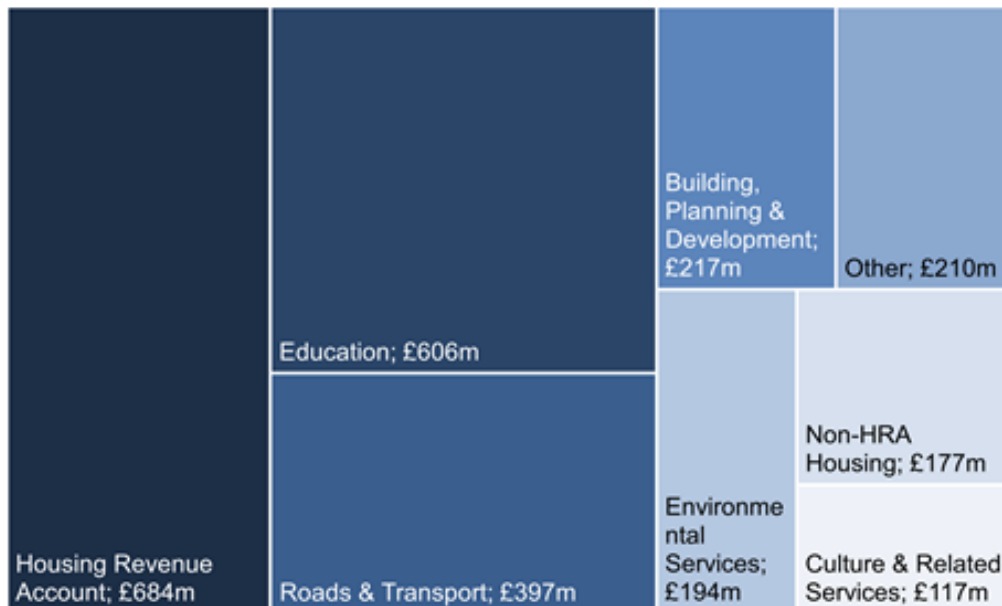 Housing Revenue
Account; £684m
Education; £606m
Roads & Transport; £397m
Building,
Planning &
Development;
£217m
Other; £210m
Environme
ntal
Services;
£194m
Non-HRA
Housing; £177m
Culture & Related
Services; £117m